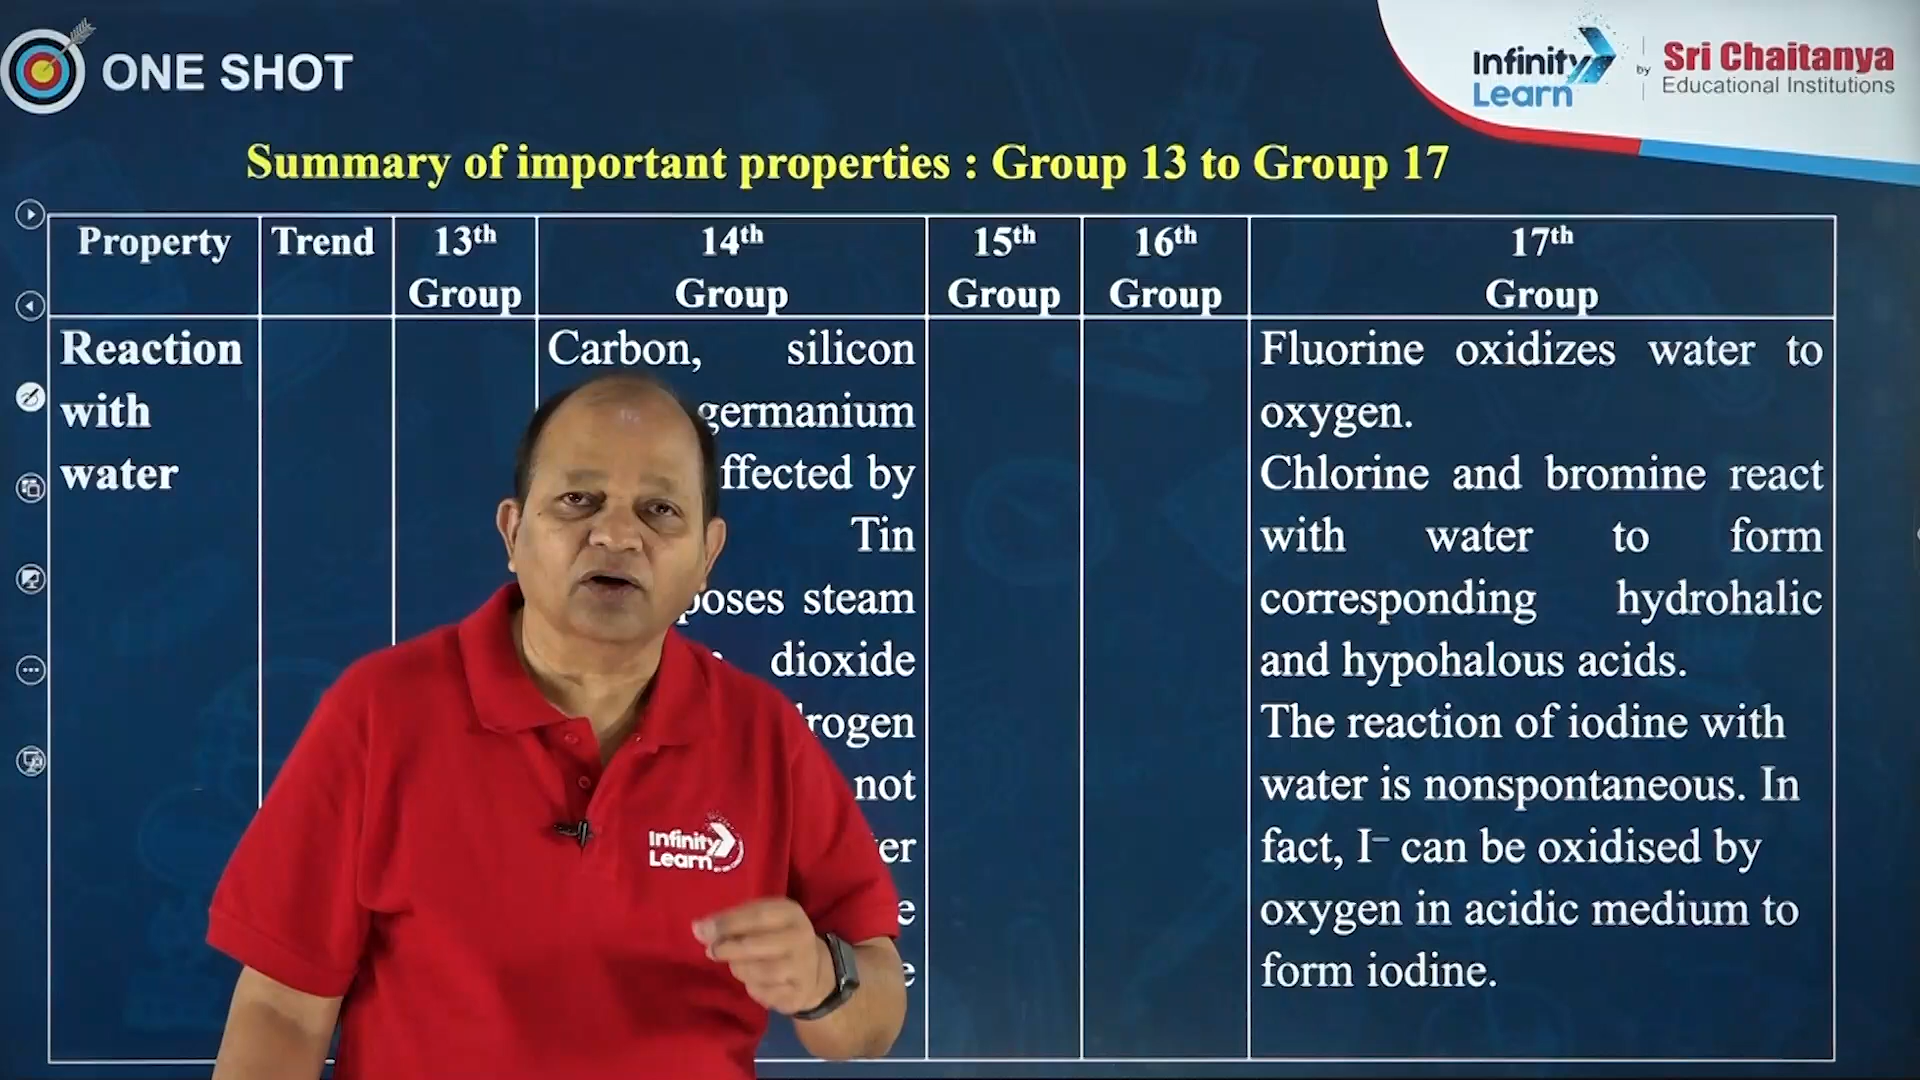 ONE SHOT
Infinity Learn by Sri Chaitanya
Educational Institutions
Summary of important properties : Group 13 to Group 17
Property Trend 13th Group 14th Group 15th Group 16th Group 17th Group
Reaction
with
water
Carbon, silicon
germanium
by
Tin
steam
dioxide
not
Fluorine oxidizes water to
oxygen.
Chlorine and bromine react
with water to form
corresponding hydrohalic
and hypohalous acids.
The reaction of iodine with
water is nonspontaneous. In
fact, I⁻ can be oxidised by
oxygen in acidic medium to
form iodine.
Infinity
Learn